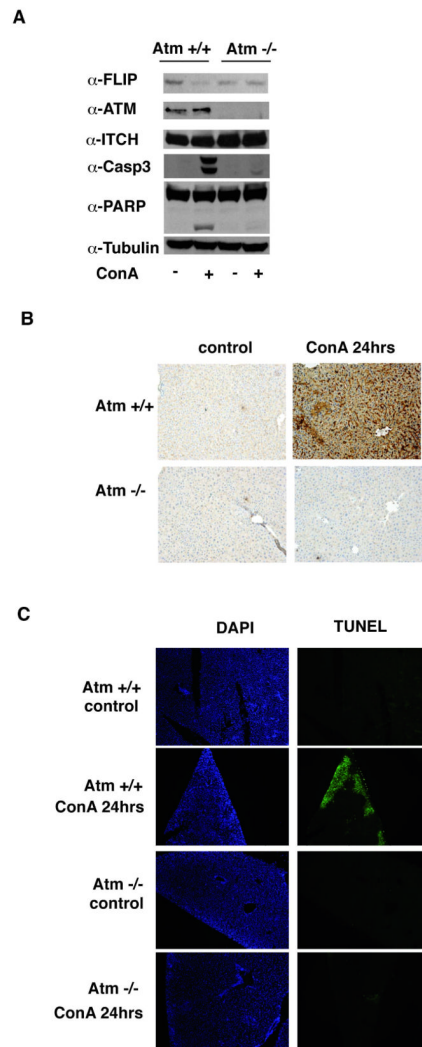 A
Atm +/+ Atm -/-
α-FLIP
α-ATM
α-ITCH
α-Casp3
α-PARP
α-Tubulin
ConA - + - +
B
control ConA 24hrs
Atm +/+
Atm -/-
C
DAPI TUNEL
Atm +/+
control
Atm +/+
ConA 24hrs
Atm -/-
control
Atm -/-
ConA 24hrs